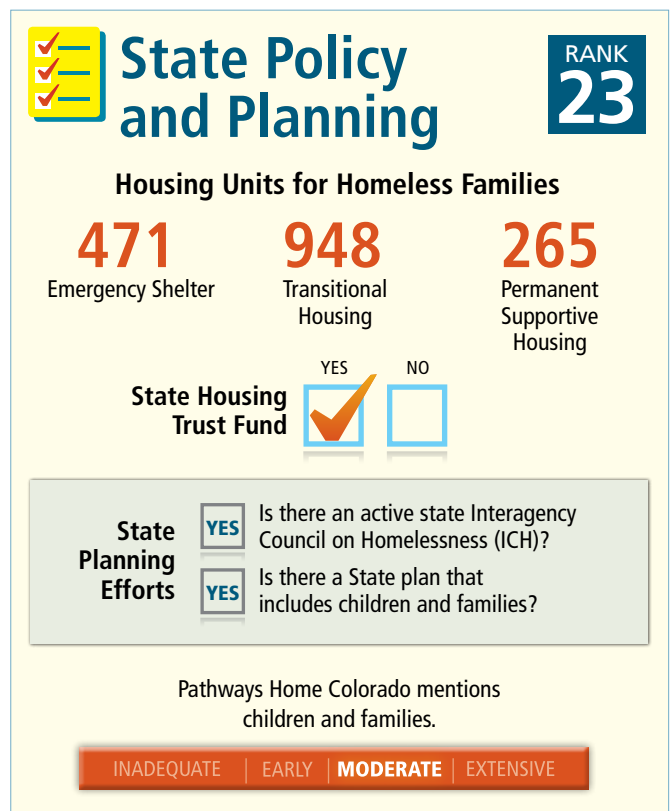 State Policy
and Planning
RANK
23
Housing Units for Homeless Families
471
Emergency Shelter
948
Transitional
Housing
265
Permanent
Supportive
Housing
State Housing
Trust Fund
YES
NO
State
Planning
Efforts
YES
Is there an active state Interagency
Council on Homelessness (ICH)?
YES
Is there a State plan that
includes children and families?
Pathways Home Colorado mentions
children and families.
INADEQUATE | EARLY | MODERATE | EXTENSIVE